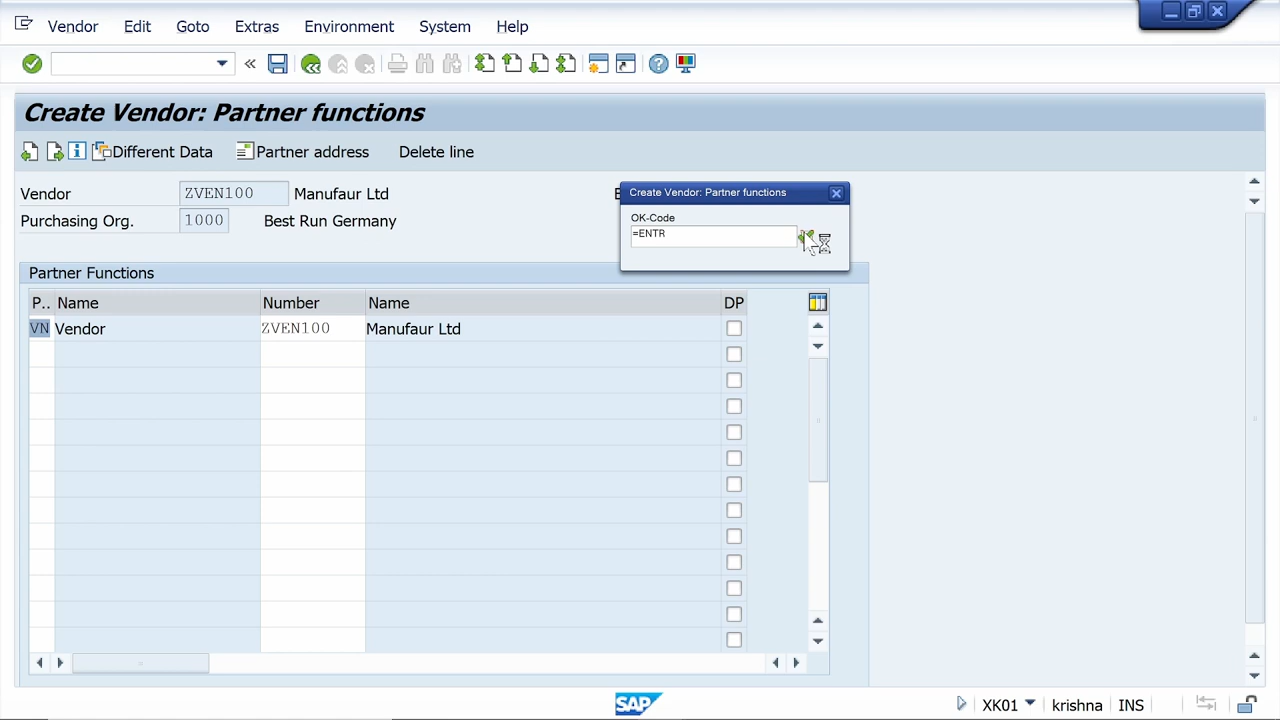 Vendor Edit Goto Extras Environment System Help
Create Vendor: Partner functions
Different Data Partner address Delete line
Vendor ZVEN100 Manufaur Ltd
Purchasing Org. 1000 Best Run Germany
Create Vendor: Partner functions
OK-Code
=ENTR
Partner Functions
P.. Name Number Name DP
VN Vendor ZVEN100 Manufaur Ltd
SAP XK01 krishna INS